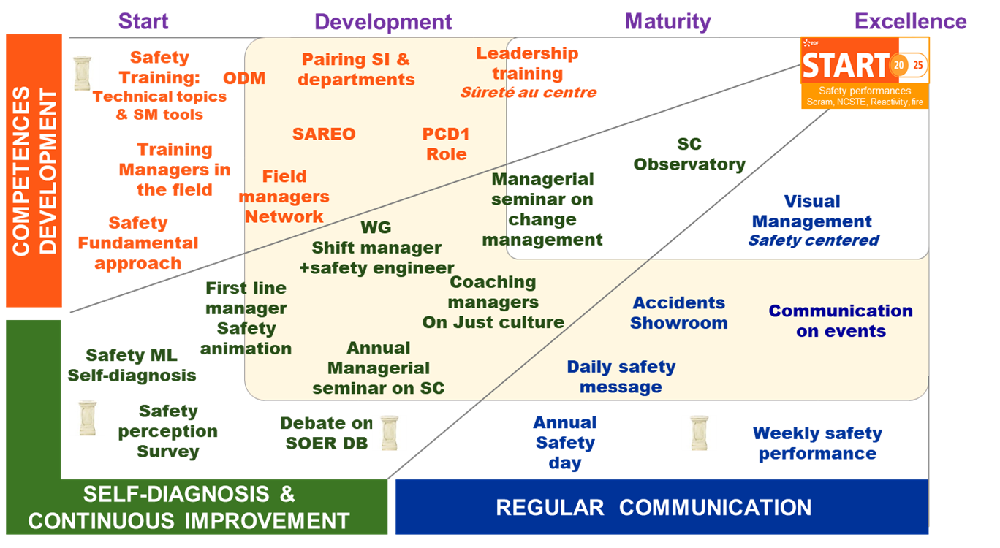 Start
Development
Maturity
Excellence
COMPETENCES
DEVELOPMENT
Safety
Training:
Technical topics
& SM tools
ODM
Pairing SI &
departments
Leadership
training
Sûreté au centre
edf
START 20 25
Safety performances
Scram, NCSTE, Reactivity, fire
SAREO
PCD1
Role
Training
Managers in
the field
Field
managers
Network
SC
Observatory
Managerial
seminar on
change
management
Visual
Management
Safety centered
Safety
Fundamental
approach
WG
Shift manager
+safety engineer
First line
manager
Safety
animation
Coaching
managers
On Just culture
Accidents
Showroom
Communication
on events
Safety ML
Self-diagnosis
Annual
Managerial
seminar on SC
Daily safety
message
Safety
perception
Survey
Debate on
SOER DB
Annual
Safety
day
Weekly safety
performance
SELF-DIAGNOSIS &
CONTINUOUS IMPROVEMENT
REGULAR COMMUNICATION